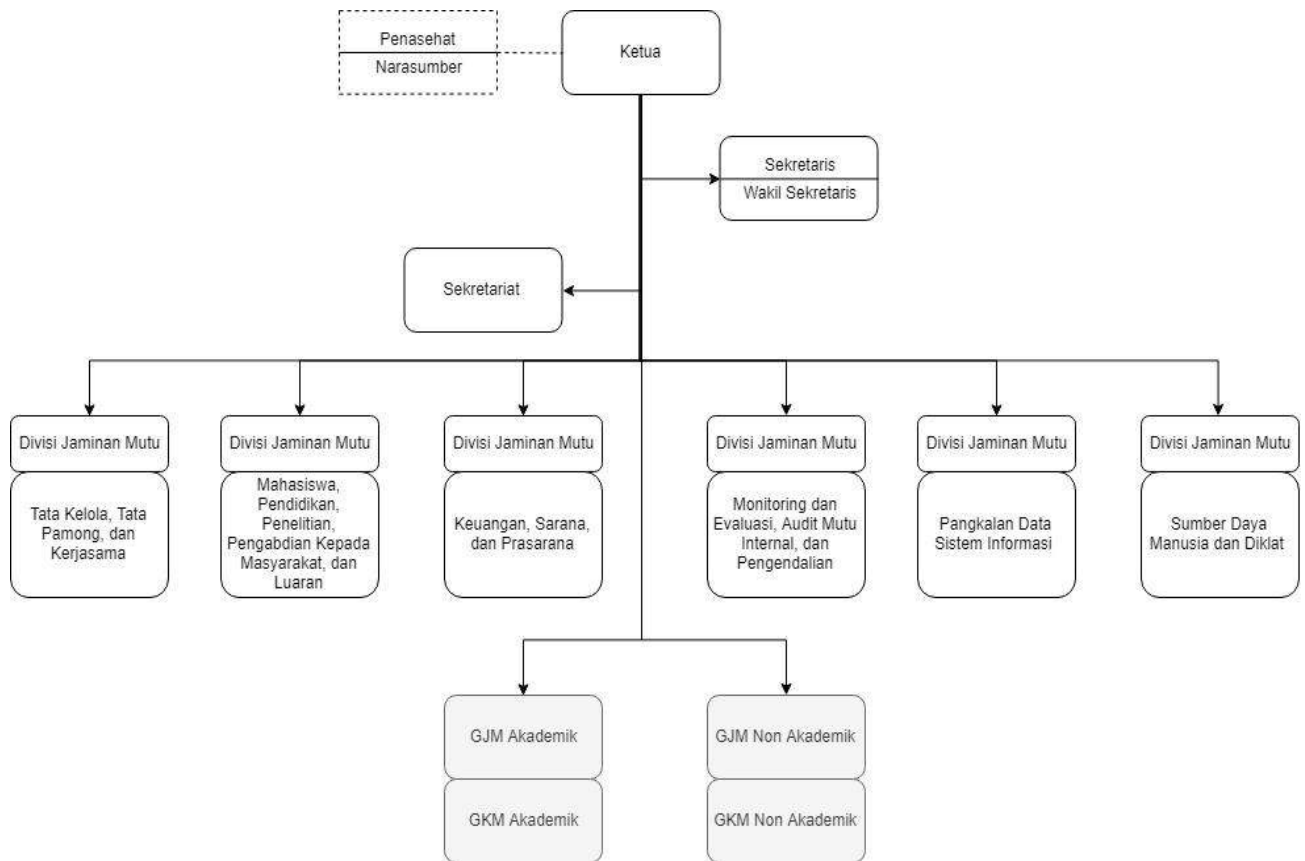 Penasehat
Narasumber
Ketua
Sekretaris
Wakil Sekretaris
Sekretariat
Divisi Jaminan Mutu
Tata Kelola, Tata
Pamong, dan
Kerjasama
Divisi Jaminan Mutu
Mahasiswa,
Pendidikan,
Penelitian,
Pengabdian Kepada
Masyarakat, dan
Luaran
Divisi Jaminan Mutu
Keuangan, Sarana,
dan Prasarana
Divisi Jaminan Mutu
Monitoring dan
Evaluasi, Audit Mutu
Internal, dan
Pengendalian
Divisi Jaminan Mutu
Pangkalan Data
Sistem Informasi
Divisi Jaminan Mutu
Sumber Daya
Manusia dan Diklat
GJM Akademik
GKM Akademik
GJM Non Akademik
GKM Non Akademik